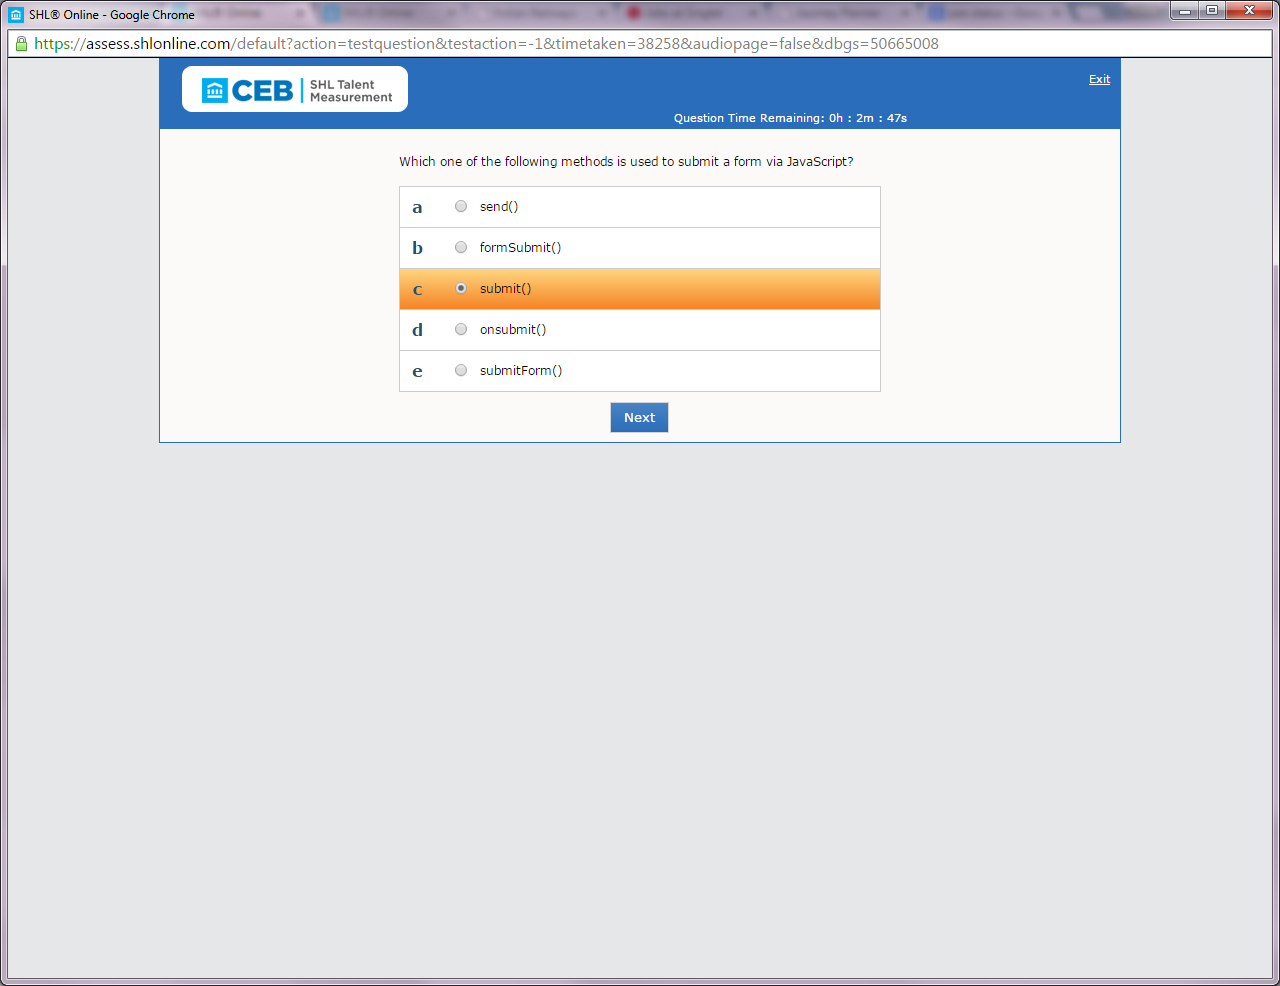 SHL® Online - Google Chrome
https://assess.shlonline.com/default?action=testquestion&testaction=-1&timetaken=38258&audiopage=false&dbgs=50665008
CEB SHL Talent
Measurement
Exit
Question Time Remaining: 0h : 2m : 47s
Which one of the following methods is used to submit a form via JavaScript?
a send()
b formSubmit()
c submit()
d onsubmit()
e submitForm()
Next